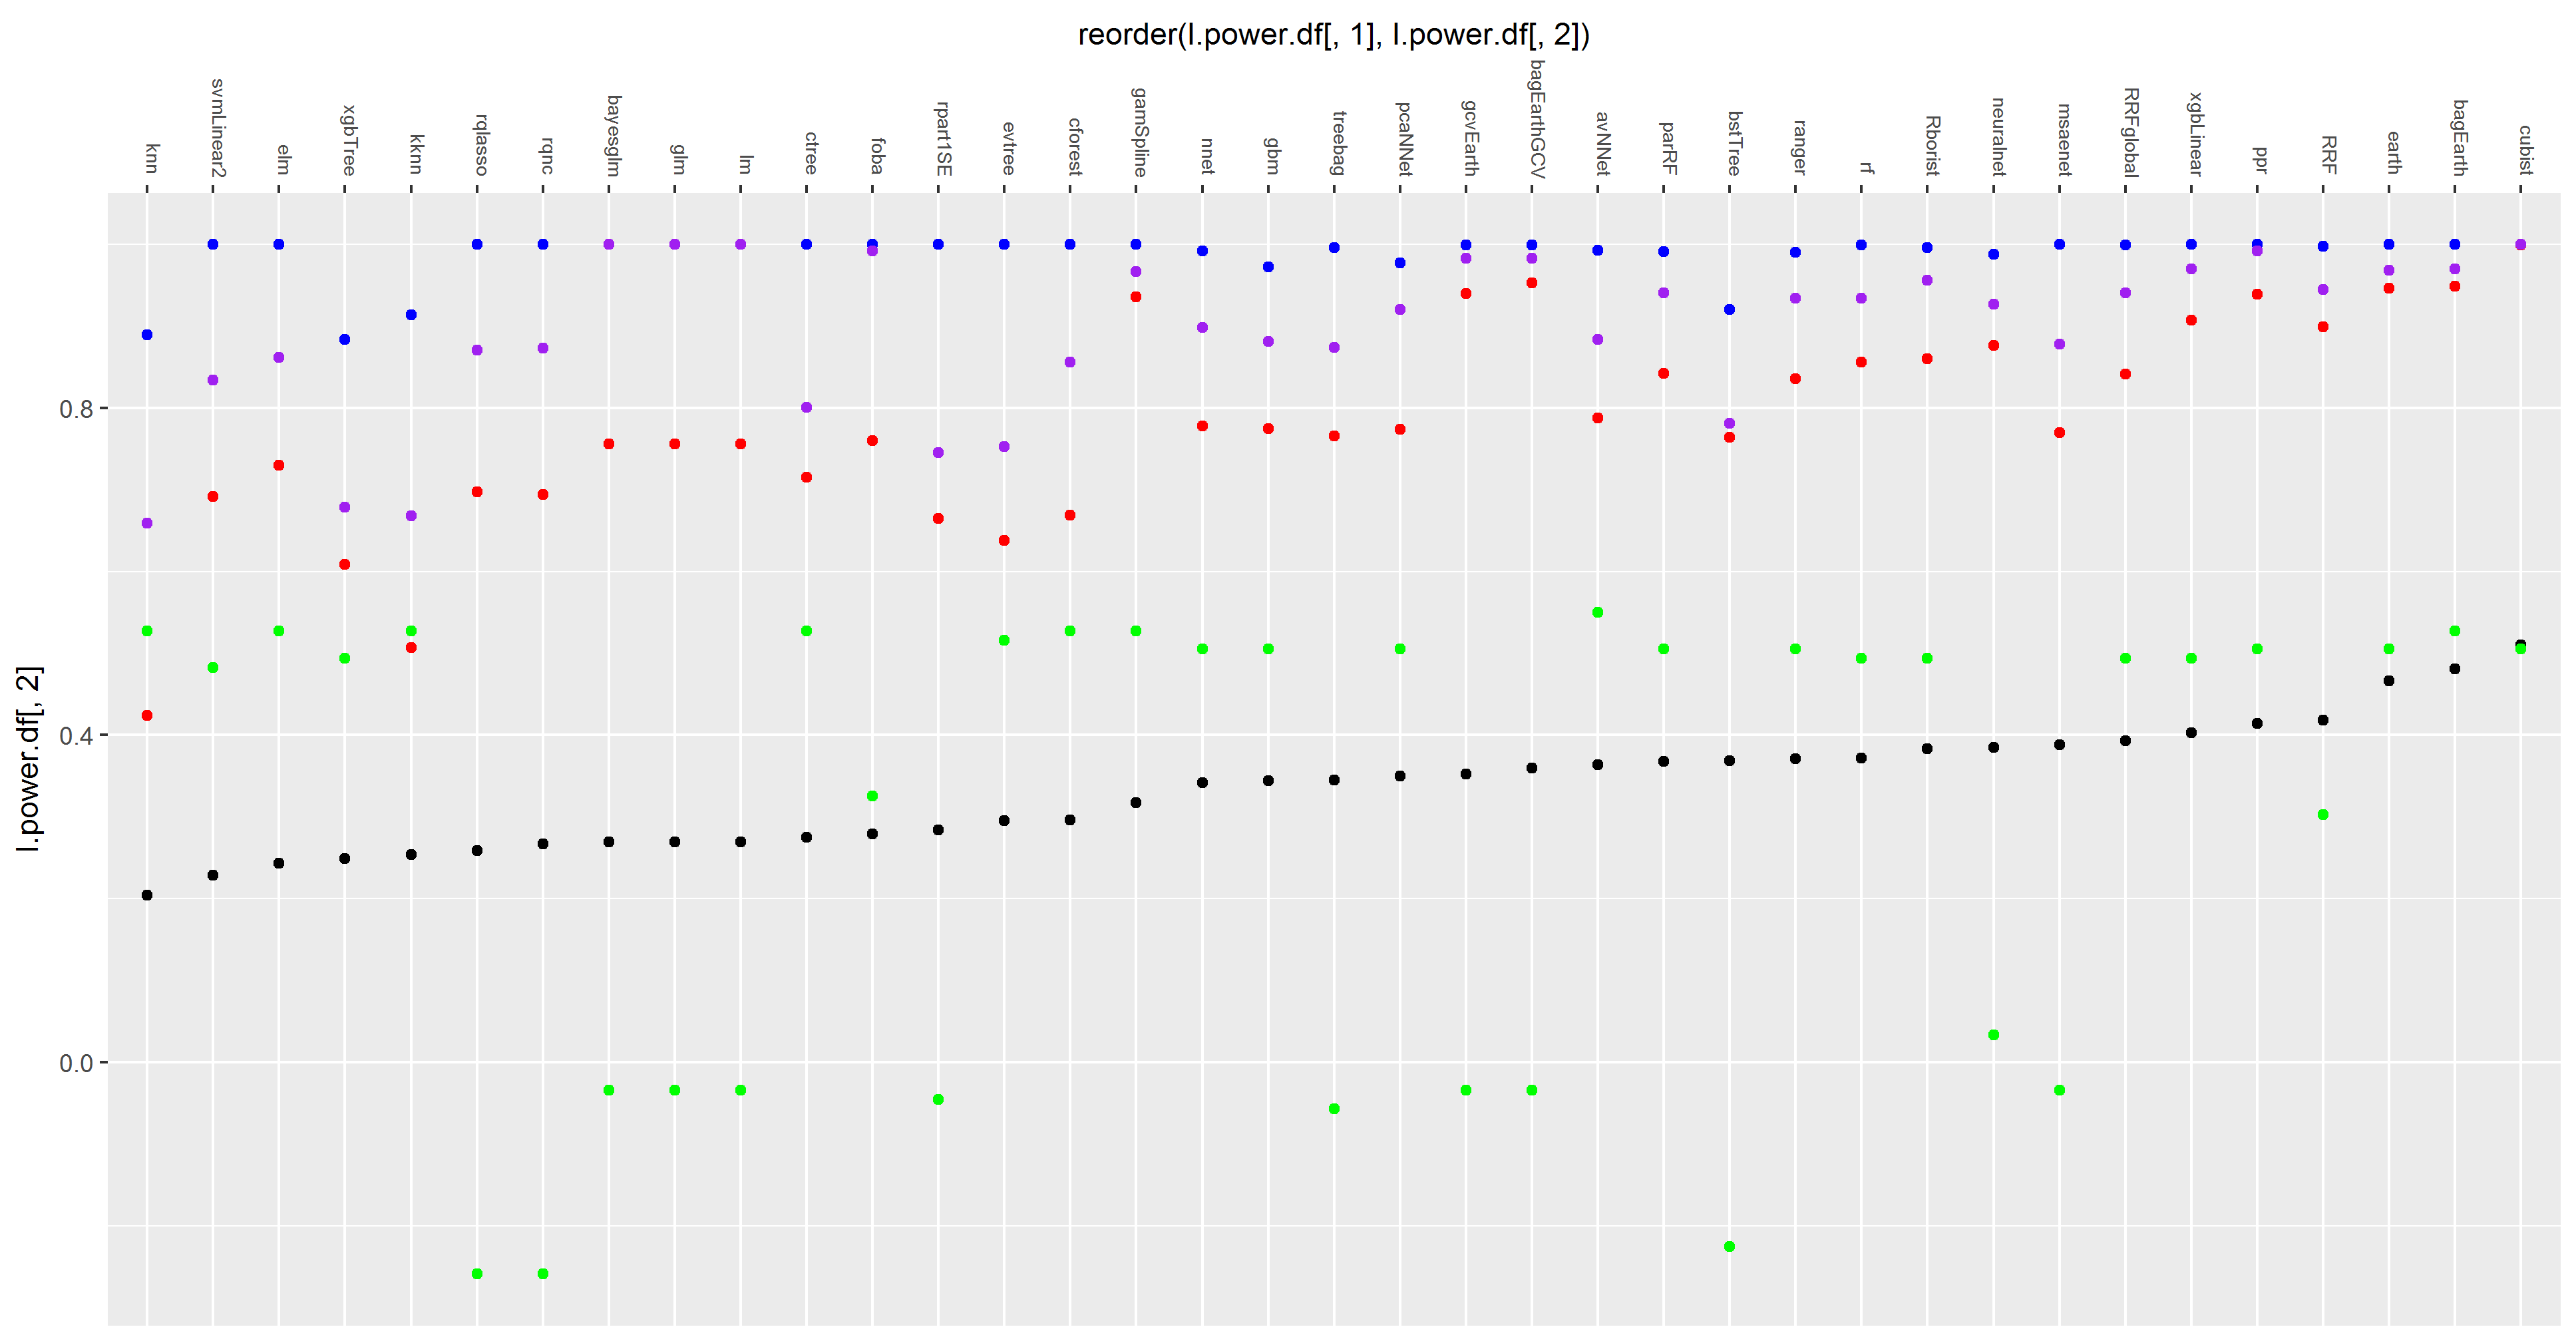 reorder(l.power.df[, 1], l.power.df[, 2])
knn
svmLinear2
elm
xgbTree
kknn
rqlasso
rqnc
bayesglm
glm
lm
ctree
foba
rpart1SE
evtree
cforest
gamSpline
nnet
gbm
treebag
pcaNNet
gcvEarth
bagEarthGCV
avNNet
parRF
bstTree
ranger
rf
Rborist
neuralnet
msaenet
RRFglobal
xgbLinear
ppr
RRF
earth
bagEarth
cubist
0.8
0.4
0.0
l.power.df[, 2]